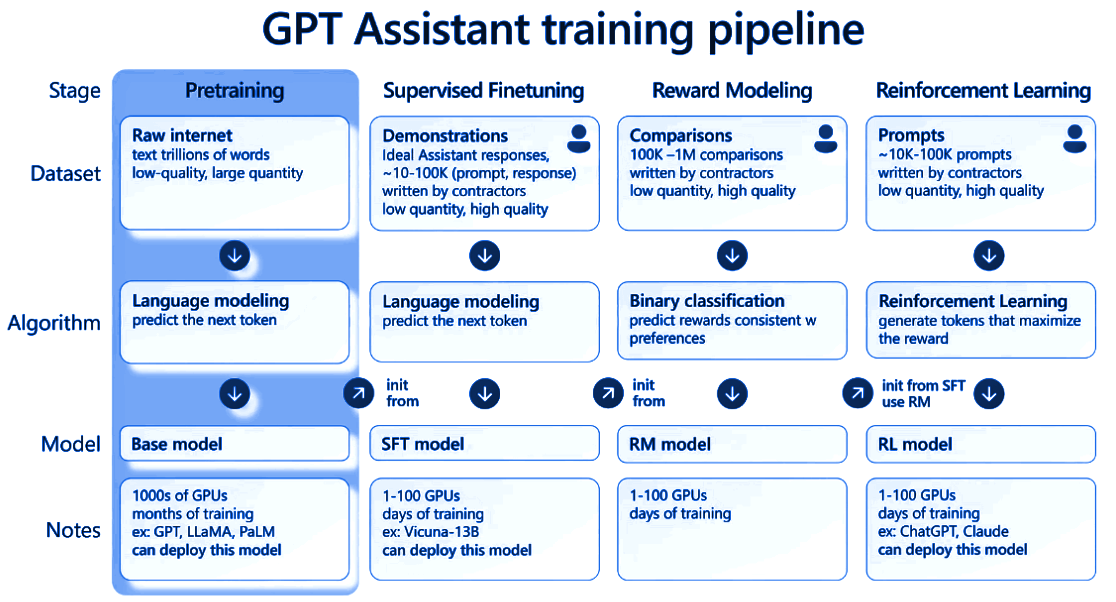 GPT Assistant training pipeline
Stage
Pretraining
Supervised Finetuning
Reward Modeling
Reinforcement Learning
Dataset
Raw internet
text trillions of words
low-quality, large quantity
Demonstrations
Ideal Assistant responses,
~10-100K (prompt, response)
written by contractors
low quantity, high quality
Comparisons
100K –1M comparisons
written by contractors
low quantity, high quality
Prompts
~10K-100K prompts
written by contractors
low quantity, high quality
Algorithm
Language modeling
predict the next token
Language modeling
predict the next token
Binary classification
predict rewards consistent w
preferences
Reinforcement Learning
generate tokens that maximize
the reward
init
from
init
from
init from SFT
use RM
Model
Base model
SFT model
RM model
RL model
Notes
1000s of GPUs
months of training
ex: GPT, LLaMA, PaLM
can deploy this model
1-100 GPUs
days of training
ex: Vicuna-13B
can deploy this model
1-100 GPUs
days of training
1-100 GPUs
days of training
ex: ChatGPT, Claude
can deploy this model